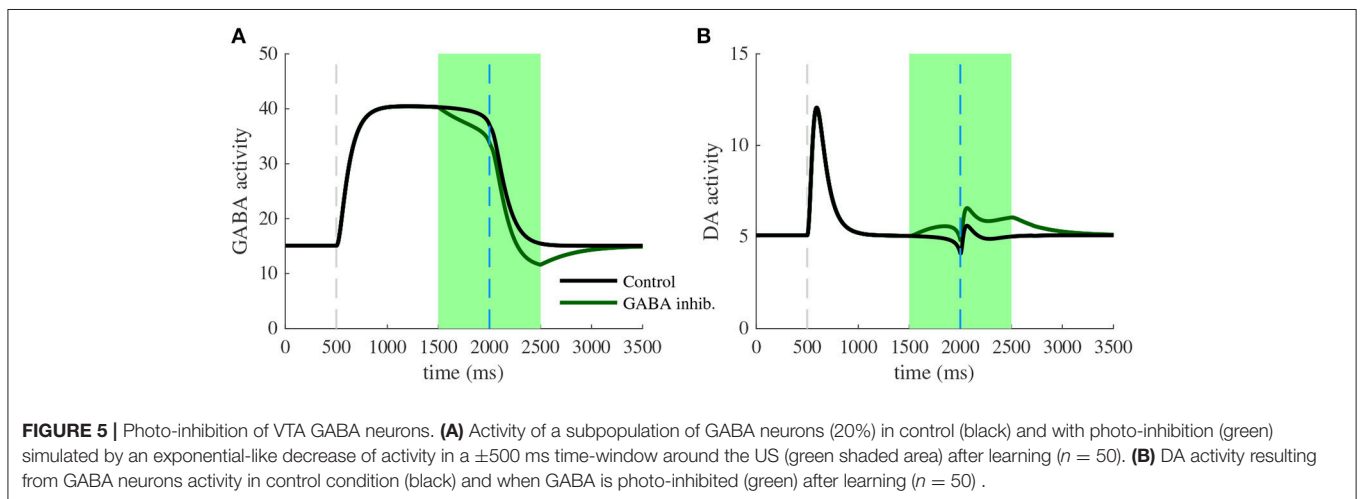 A
50
40
30
20
10
0
GABA activity
0 500 1000 1500 2000 2500 3000 3500
time (ms)
Control
GABA inhib.
B
15
10
5
0
DA activity
0 500 1000 1500 2000 2500 3000 3500
time (ms)
FIGURE 5 | Photo-inhibition of VTA GABA neurons. (A) Activity of a subpopulation of GABA neurons (20%) in control (black) and with photo-inhibition (green)
simulated by an exponential-like decrease of activity in a ±500 ms time-window around the US (green shaded area) after learning (n = 50). (B) DA activity resulting
from GABA neurons activity in control condition (black) and when GABA is photo-inhibited (green) after learning (n = 50) .